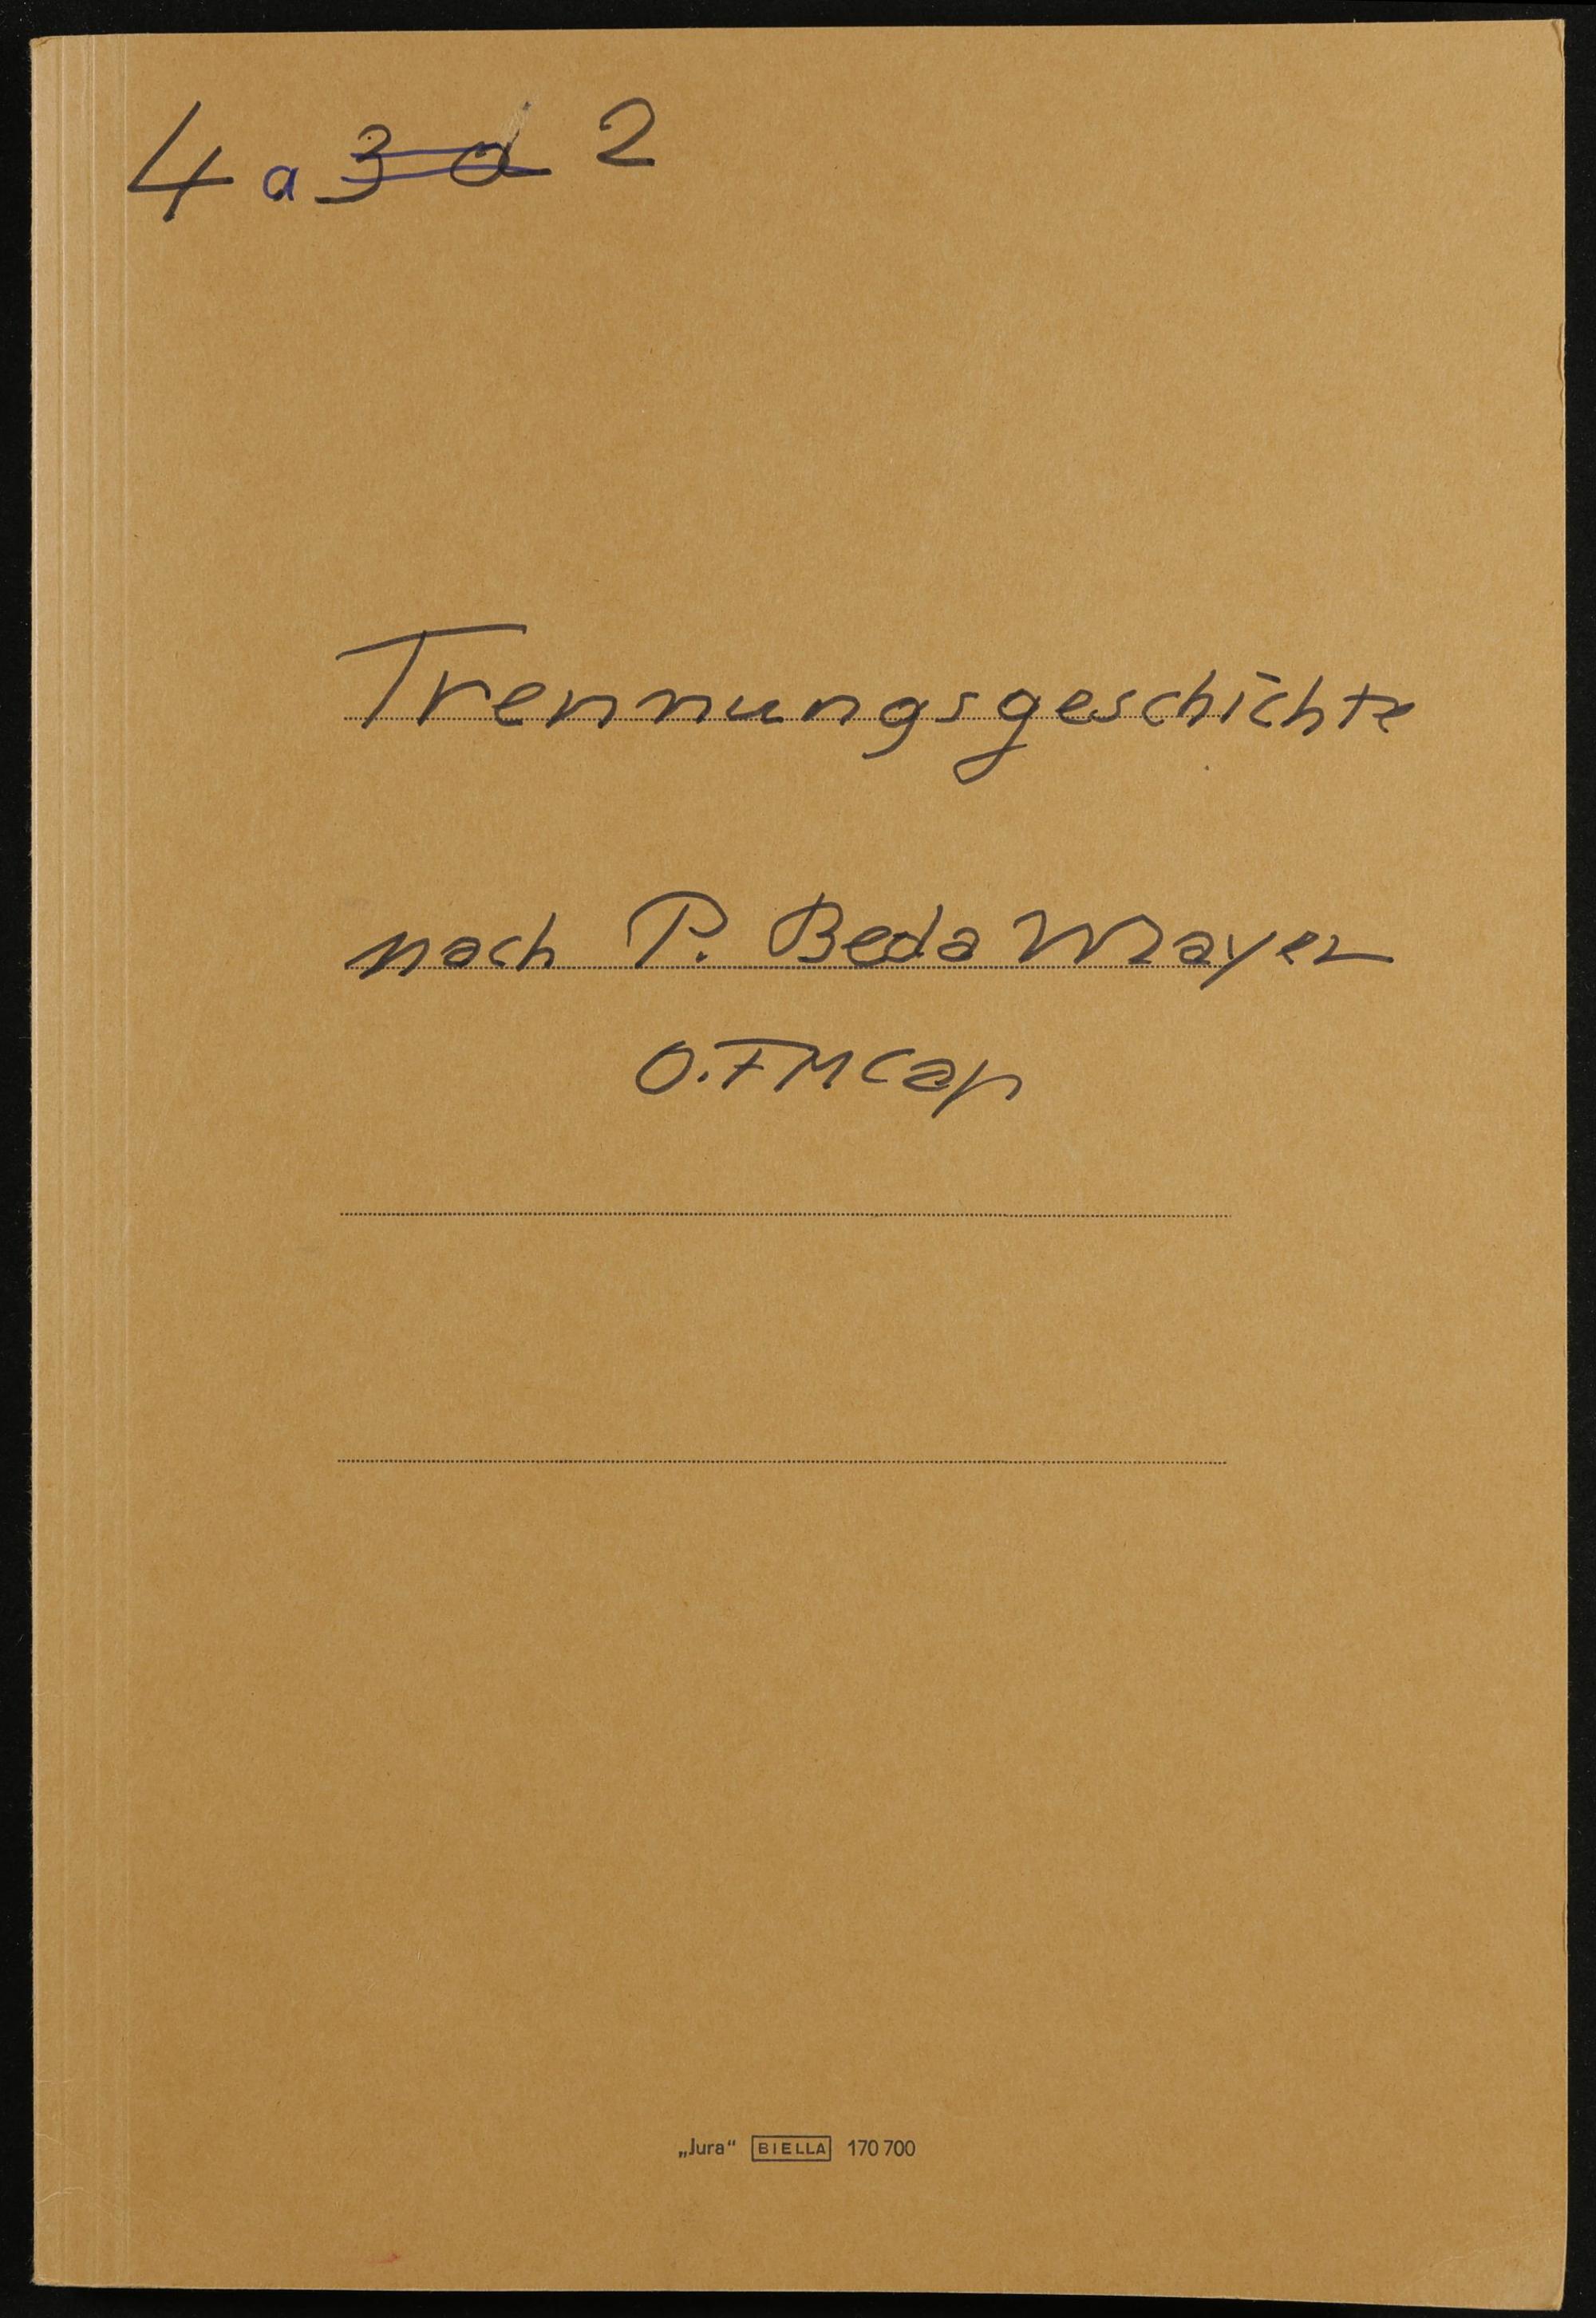 4 a 3 d 2
Trennungsgeschichte
nach P. Beda Mayer
O.FMCap
„Jura“ BIELLA 170 700